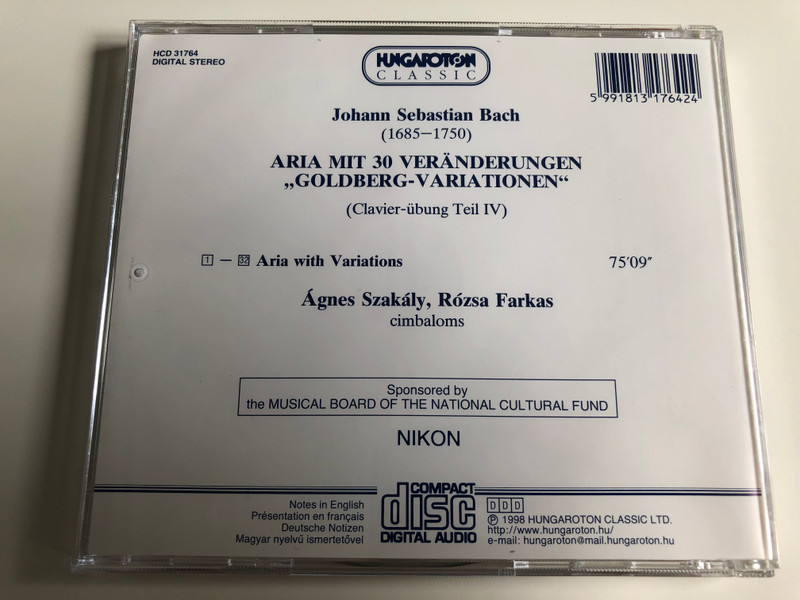 HCD 31764
DIGITAL STEREO
HUNGAROTON
CLASSIC
5 991813 176424
Johann Sebastian Bach
(1685–1750)
ARIA MIT 30 VERÄNDERUNGEN
„GOLDBERG-VARIATIONEN“
(Clavier-übung Teil IV)
1 – 32 Aria with Variations 75′09″
Ágnes Szakály, Rózsa Farkas
cimbaloms
Sponsored by
the MUSICAL BOARD OF THE NATIONAL CULTURAL FUND
NIKON
Notes in English
Présentation en français
Deutsche Notizen
Magyar nyelvű ismertetővel
COMPACT
disc
DIGITAL AUDIO
DDD
Ⓟ 1998 HUNGAROTON CLASSIC LTD.
http://www.hungaroton.hu/
e-mail: hungaroton@mail.hungaroton.hu